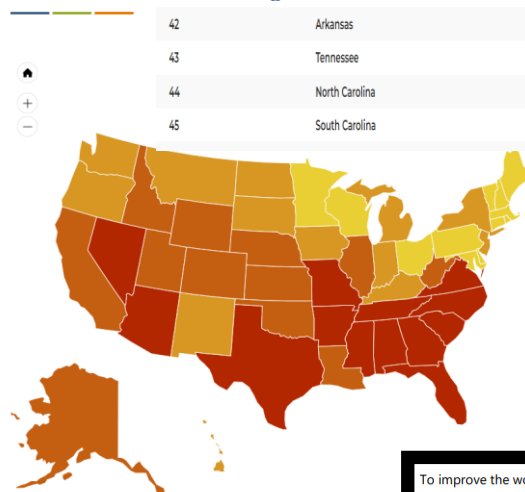 42 Arkansas
43 Tennessee
44 North Carolina
45 South Carolina
To improve the wo